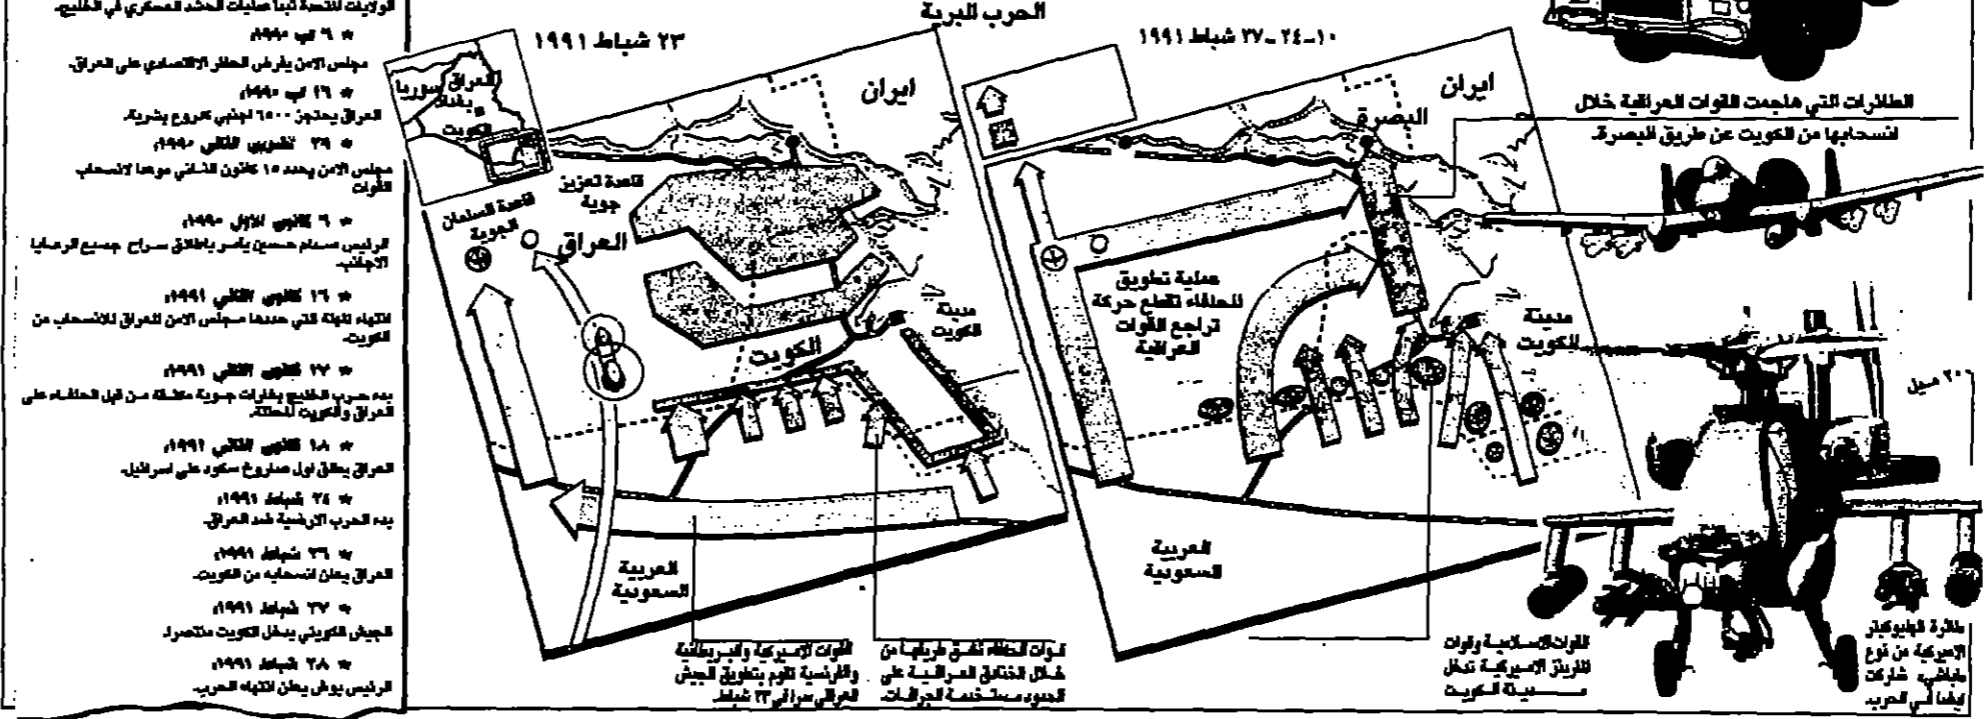 الولايات المتحدة تبدأ عمليات الحشد العسكري في الخليج.
* ٦ آب ١٩٩٠،
مجلس الامن يفرض الحظر الاقتصادي على العراق.
* ١٦ آب ١٩٩٠،
العراق يحتجز ٦٥٠٠ اجنبي كدروع بشرية.
* ٢٩ تشرين الثاني ١٩٩٠،
مجلس الامن يحدد ١٥ كانون الثاني موعدا لانسحاب
القوات
* ٦ كانون الاول ١٩٩٠،
الرئيس صدام حسين يأمر باطلاق سراح جميع الرعايا
الاجانب.
* ١٦ كانون الثاني ١٩٩١،
انتهاء المهلة التي حددها مجلس الامن للعراق للانسحاب من
الكويت.
* ١٧ كانون الثاني ١٩٩١،
بدء حرب الخليج بغارات جوية مكثفة من قبل الحلفاء على
العراق والكويت المحتلة.
* ١٨ كانون الثاني ١٩٩١،
العراق يطلق اول صاروخ سكود على اسرائيل.
* ٢٤ شباط ١٩٩١،
بدء الحرب الارضية ضد العراق.
* ٢٦ شباط ١٩٩١،
العراق يعلن انسحابه من الكويت.
* ٢٧ شباط ١٩٩١،
الجيش الكويتي يدخل الكويت منتصرا.
* ٢٨ شباط ١٩٩١،
الرئيس بوش يعلن انتهاء الحرب.
الحرب البرية
٢٣ شباط ١٩٩١
العراق سوريا
بغداد
الكويت
ايران
قاعدة تعزيز
جوية
قاعدة السلمان
الجوية
العراق
مدينة
الكويت
الكويت
العربية
السعودية
القوات الاميركية والبريطانية
والفرنسية تقوم بتطويق الجيش
العراقي سرا في ٢٣ شباط.
قوات الحلفاء تشق طريقها من
خلال الخنادق العراقية على
الحدود مستخدمة الجرافات.
١٠-٢٤-٢٧ شباط ١٩٩١
ايران
البصرة
عملية تطويق
للحلفاء تقطع حركة
تراجع القوات
العراقية
مدينة
الكويت
العربية
السعودية
القوات الاسلامية وقوات
المارينز الاميركية تدخل
مدينة الكويت
الطائرات التي هاجمت القوات العراقية خلال
انسحابها من الكويت عن طريق البصرة.
٢٠ ميل
طائرة الهليوكبتر
الاميركية من نوع
«اباتشي» شاركت
ايضا في الحرب.